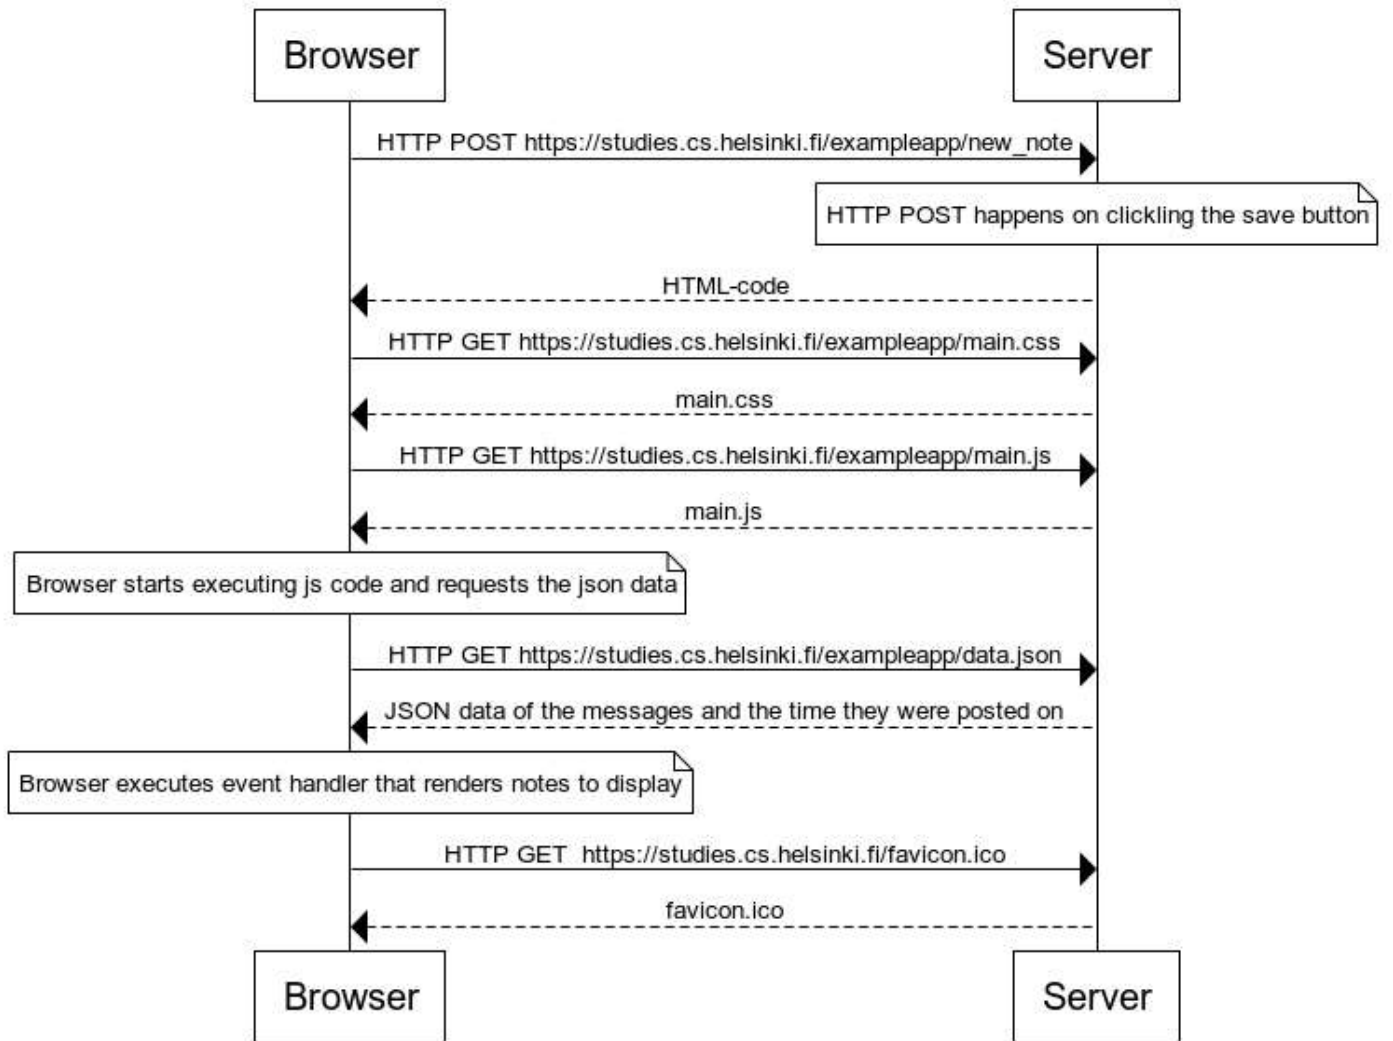 Browser
Server
HTTP POST https://studies.cs.helsinki.fi/exampleapp/new_note
HTTP POST happens on clickling the save button
HTML-code
HTTP GET https://studies.cs.helsinki.fi/exampleapp/main.css
main.css
HTTP GET https://studies.cs.helsinki.fi/exampleapp/main.js
main.js
Browser starts executing js code and requests the json data
HTTP GET https://studies.cs.helsinki.fi/exampleapp/data.json
JSON data of the messages and the time they were posted on
Browser executes event handler that renders notes to display
HTTP GET  https://studies.cs.helsinki.fi/favicon.ico
favicon.ico
Browser
Server